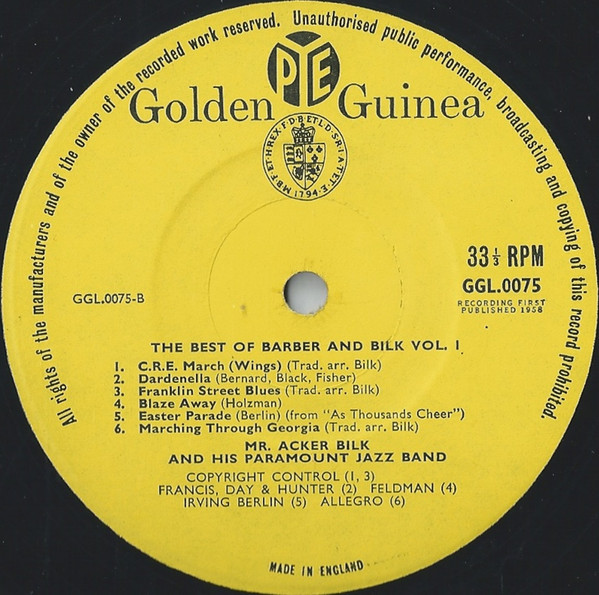 All rights of the manufacturers and of the owner of the recorded work reserved. Unauthorised public performance, broadcasting and copying of this record prohibited.
PYE
Golden Guinea
M.B.F.ET.H.REX.F.D.B.ET.L.D.S.R.I.A.T.ET.E.
1794
33⅓ RPM
GGL.0075
RECORDING FIRST
PUBLISHED 1958
GGL.0075-B
THE BEST OF BARBER AND BILK VOL. 1
1. C.R.E. March (Wings) (Trad. arr. Bilk)
2. Dardenella (Bernard, Black, Fisher)
3. Franklin Street Blues (Trad. arr. Bilk)
4. Blaze Away (Holzman)
5. Easter Parade (Berlin) (from "As Thousands Cheer")
6. Marching Through Georgia (Trad. arr. Bilk)
MR. ACKER BILK
AND HIS PARAMOUNT JAZZ BAND
COPYRIGHT CONTROL (1, 3)
FRANCIS, DAY & HUNTER (2) FELDMAN (4)
IRVING BERLIN (5) ALLEGRO (6)
MADE IN ENGLAND